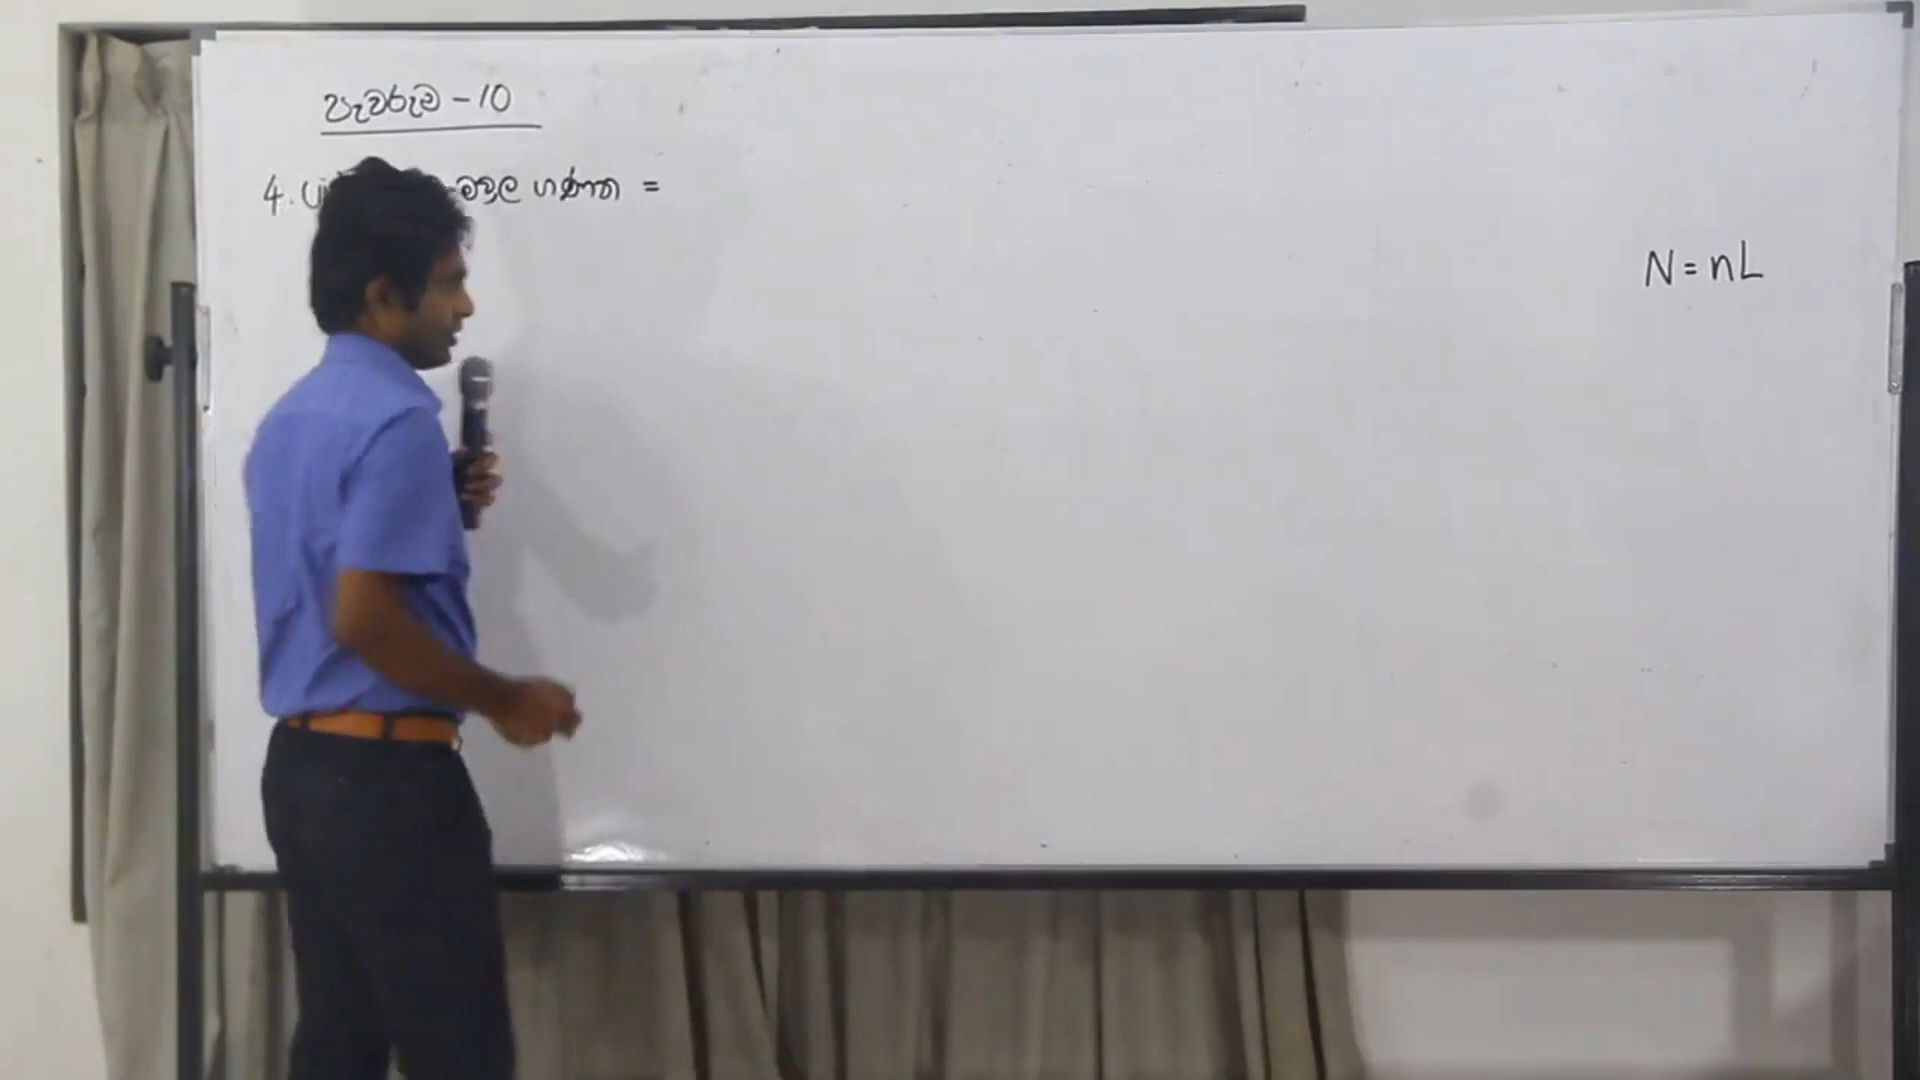 පැවරුම - 10
4. මවුල ගණන =
N = nL